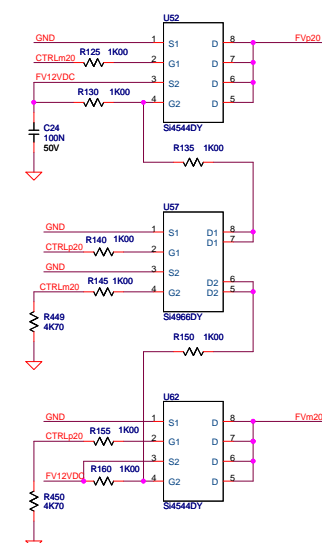 U52
GND 1 S1 D 8 FVp20
CTRLm20 R125 1K00 2 G1 D 7
FV12VDC 3 S2 D 6
R130 1K00 4 G2 D 5
Si4544DY
C24
100N
50V
R135 1K00
U57
GND 1 S1 D1 8
D1 7
CTRLp20 R140 1K00 2 G1
GND 3 S2 D2 6
CTRLm20 R145 1K00 4 G2 D2 5
Si4966DY
R449
4K70
R150 1K00
U62
GND 1 S1 D 8 FVm20
CTRLp20 R155 1K00 2 G1 D 7
3 S2 D 6
FV12VDC R160 1K00 4 G2 D 5
Si4544DY
R450
4K70